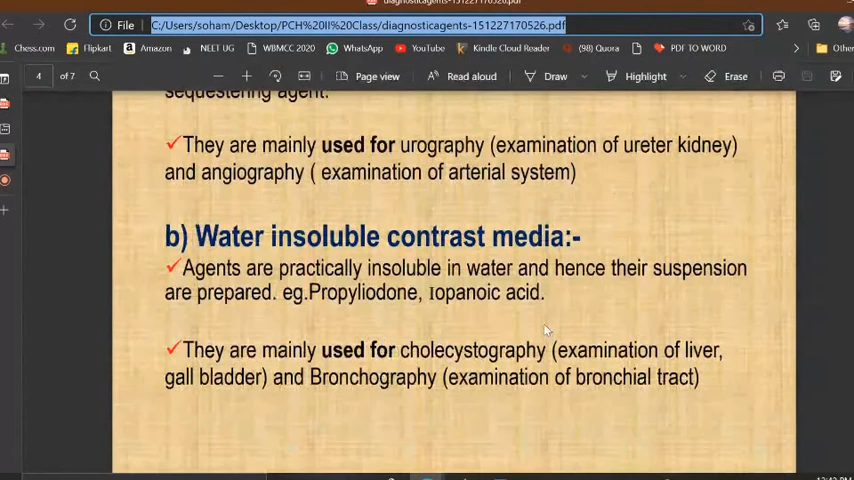 diagnosticagents-151227170526.pdf
File C:/Users/soham/Desktop/PCH%20II%20Class/diagnosticagents-151227170526.pdf
Chess.com Flipkart Amazon NEET UG WBMCC 2020 WhatsApp YouTube Kindle Cloud Reader (98) Quora PDF TO WORD Other
4 of 7 Page view Read aloud Draw Highlight Erase
sequestering agent.
They are mainly used for urography (examination of ureter kidney)
and angiography ( examination of arterial system)
b) Water insoluble contrast media:-
Agents are practically insoluble in water and hence their suspension
are prepared. eg.Propyliodone, ɪopanoic acid.
They are mainly used for cholecystography (examination of liver,
gall bladder) and Bronchography (examination of bronchial tract)